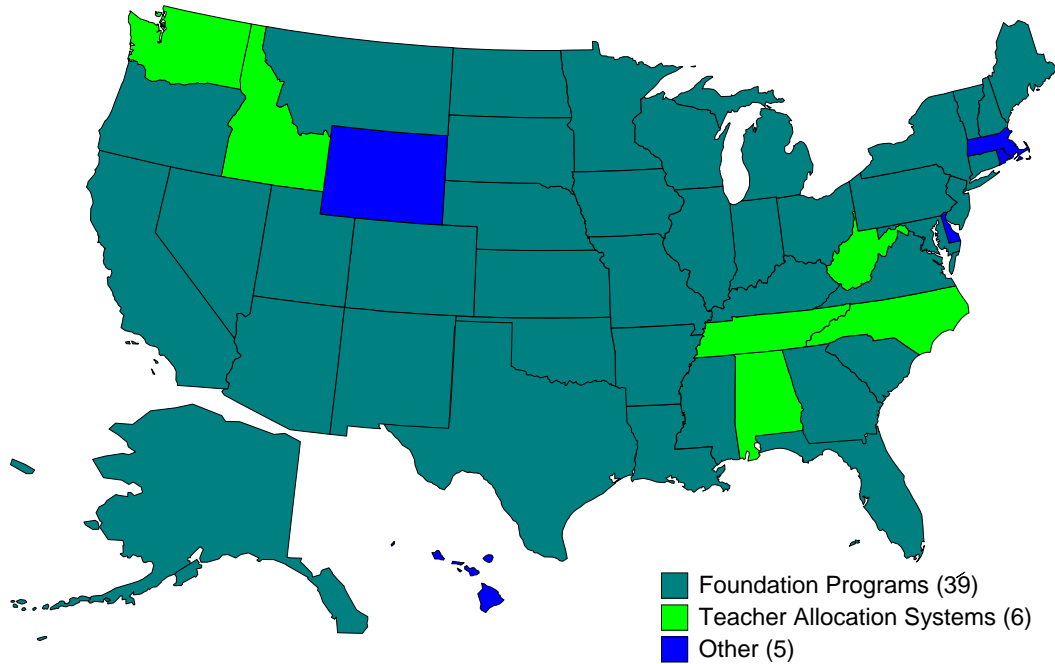 Foundation Programs (39)
Teacher Allocation Systems (6)
Other (5)